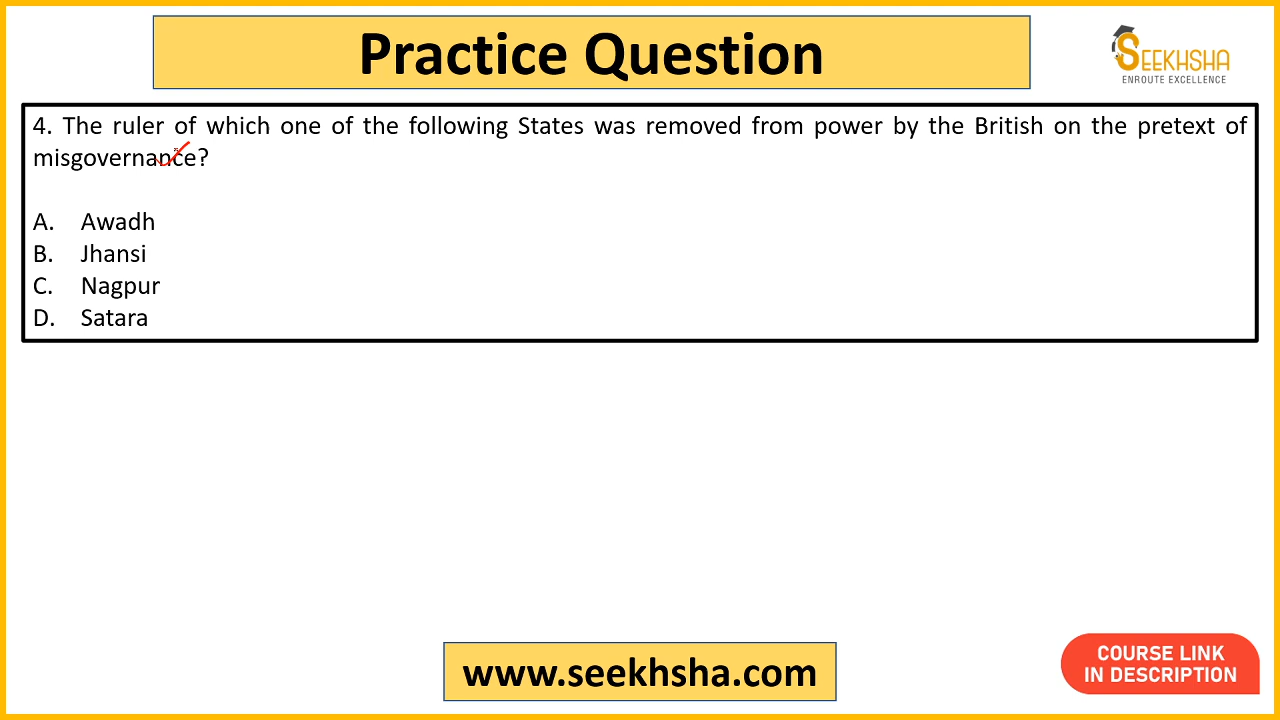 Practice Question
SEEKHSHA
ENROUTE EXCELLENCE
4. The ruler of which one of the following States was removed from power by the British on the pretext of
misgovernance?
A. Awadh
B. Jhansi
C. Nagpur
D. Satara
www.seekhsha.com
COURSE LINK
IN DESCRIPTION